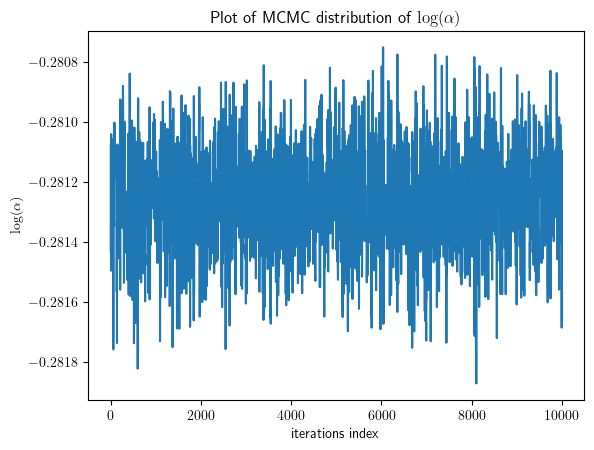 Plot of MCMC distribution of log(α)
−0.2808
−0.2810
−0.2812
−0.2814
−0.2816
−0.2818
log(α)
0 2000 4000 6000 8000 10000
iterations index